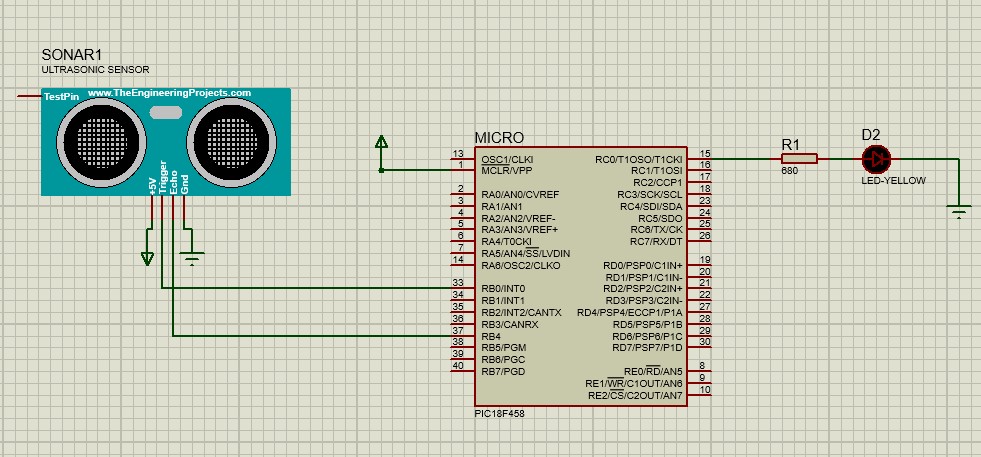 SONAR1
ULTRASONIC SENSOR
TestPin
www.TheEngineeringProjects.com
+5V
Trigger
Echo
Gnd
MICRO
13 OSC1/CLKI
1 MCLR/VPP
2 RA0/AN0/CVREF
3 RA1/AN1
4 RA2/AN2/VREF-
5 RA3/AN3/VREF+
6 RA4/T0CKI
7 RA5/AN4/SS/LVDIN
14 RA6/OSC2/CLKO
33 RB0/INT0
34 RB1/INT1
35 RB2/INT2/CANTX
36 RB3/CANRX
37 RB4
38 RB5/PGM
39 RB6/PGC
40 RB7/PGD
RC0/T1OSO/T1CKI 15
RC1/T1OSI 16
RC2/CCP1 17
RC3/SCK/SCL 18
RC4/SDI/SDA 23
RC5/SDO 24
RC6/TX/CK 25
RC7/RX/DT 26
RD0/PSP0/C1IN+ 19
RD1/PSP1/C1IN- 20
RD2/PSP2/C2IN+ 21
RD3/PSP3/C2IN- 22
RD4/PSP4/ECCP1/P1A 27
RD5/PSP5/P1B 28
RD6/PSP6/P1C 29
RD7/PSP7/P1D 30
RE0/RD/AN5 8
RE1/WR/C1OUT/AN6 9
RE2/CS/C2OUT/AN7 10
PIC18F458
R1
680
D2
LED-YELLOW